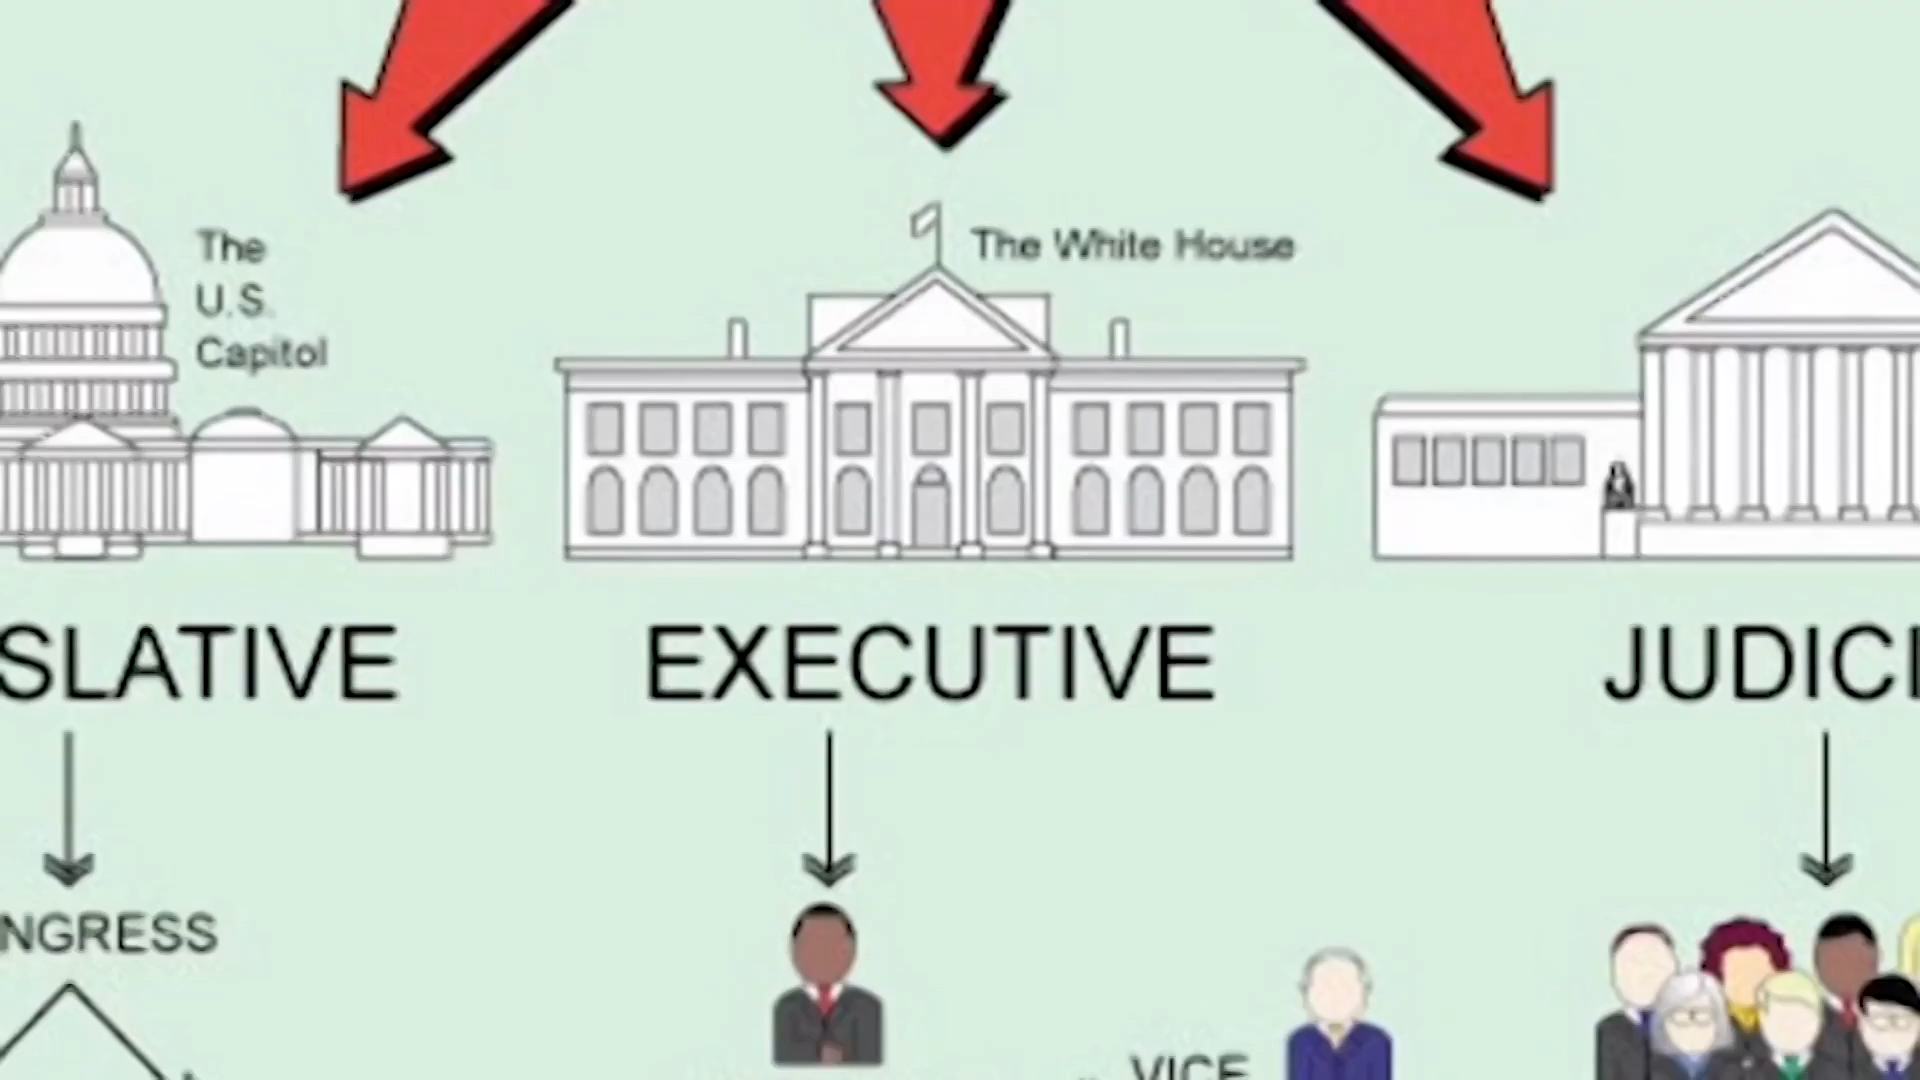 The White House
The
U.S.
Capitol
SLATIVE
EXECUTIVE
JUDICI
NGRESS
VICE